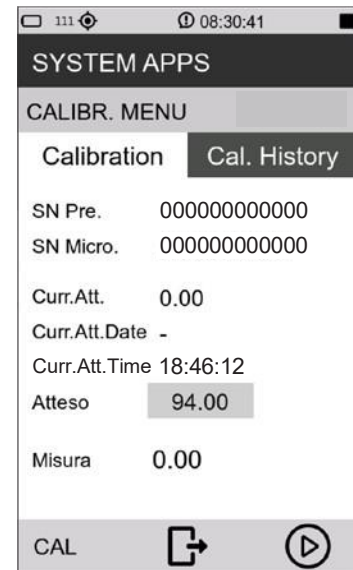 111 08:30:41
SYSTEM APPS
CALIBR. MENU
Calibration Cal. History
SN Pre. 000000000000
SN Micro. 000000000000
Curr.Att. 0.00
Curr.Att.Date -
Curr.Att.Time 18:46:12
Atteso 94.00
Misura 0.00
CAL